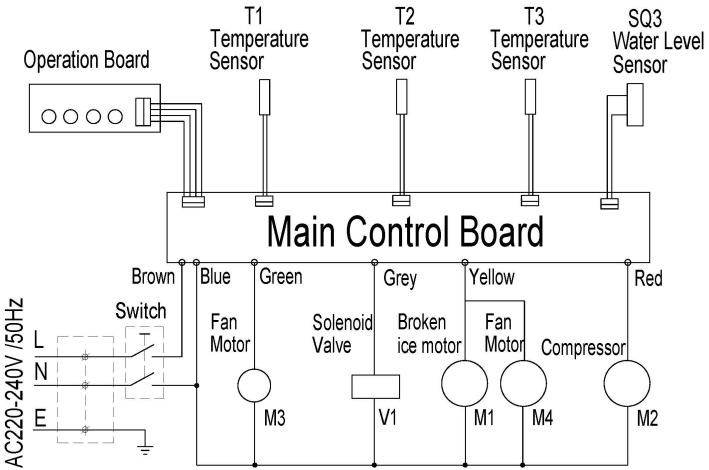 T1
Temperature
Sensor
T2
Temperature
Sensor
T3
Temperature
Sensor
SQ3
Water Level
Sensor
Operation Board
Main Control Board
Brown
Blue
Green
Grey
Yellow
Red
Switch
Fan
Motor
Solenoid
Valve
Broken
ice motor
Fan
Motor
Compressor
AC220-240V /50Hz
L
N
E
M3
V1
M1
M4
M2